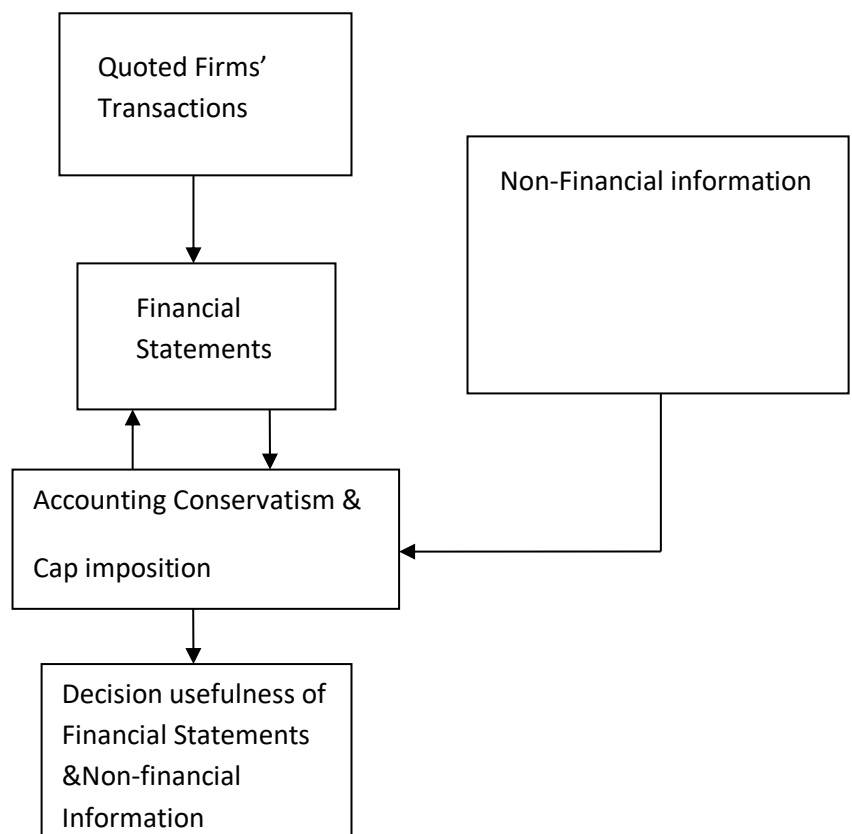 Quoted Firms’
Transactions
Non-Financial information
Financial
Statements
Accounting Conservatism &
Cap imposition
Decision usefulness of
Financial Statements
&Non-financial
Information